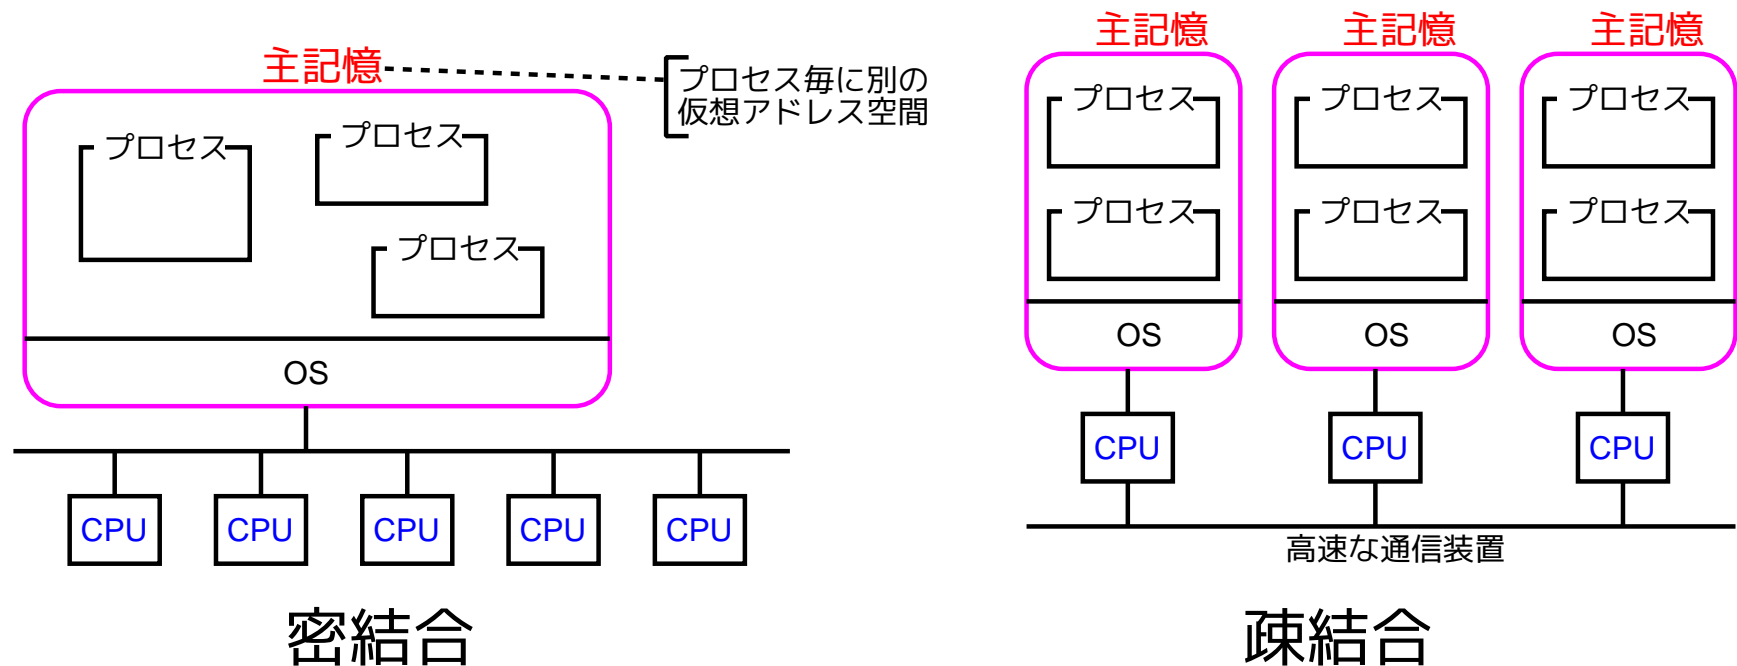 主記憶
プロセス毎に別の
仮想アドレス空間
プロセス
プロセス
プロセス
OS
CPU CPU CPU CPU CPU
密結合
主記憶 主記憶 主記憶
プロセス プロセス プロセス
プロセス プロセス プロセス
OS OS OS
CPU CPU CPU
高速な通信装置
疎結合